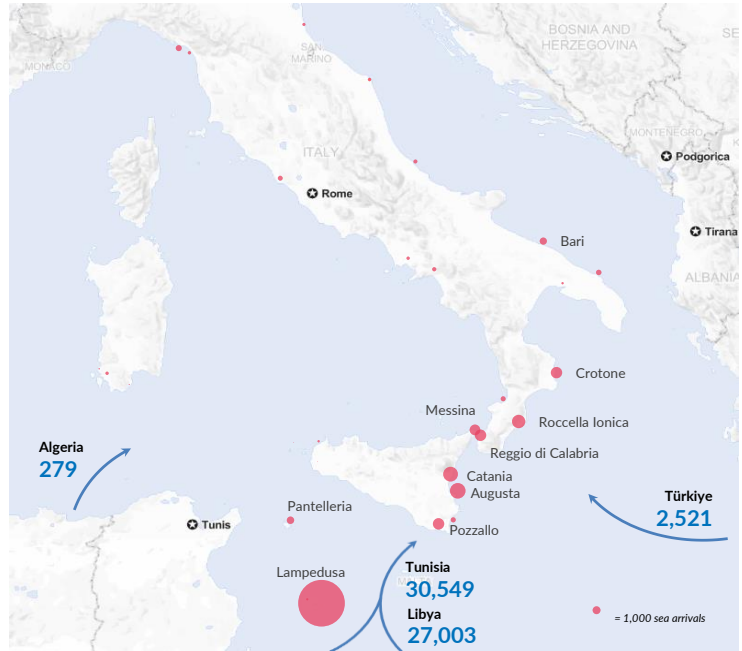 BOSNIA AND
HERZEGOVINA
SE
SAN
MARINO
MONACO
MONTENEGRO
K
Podgorica
ITALY
Rome
Tirana
Bari
ALBANIA
Crotone
Messina
Roccella Ionica
Algeria
279
Reggio di Calabria
Catania
Augusta
Türkiye
2,521
Pantelleria
Tunis
Pozzallo
Lampedusa
Tunisia
30,549
Libya
27,003
= 1,000 sea arrivals